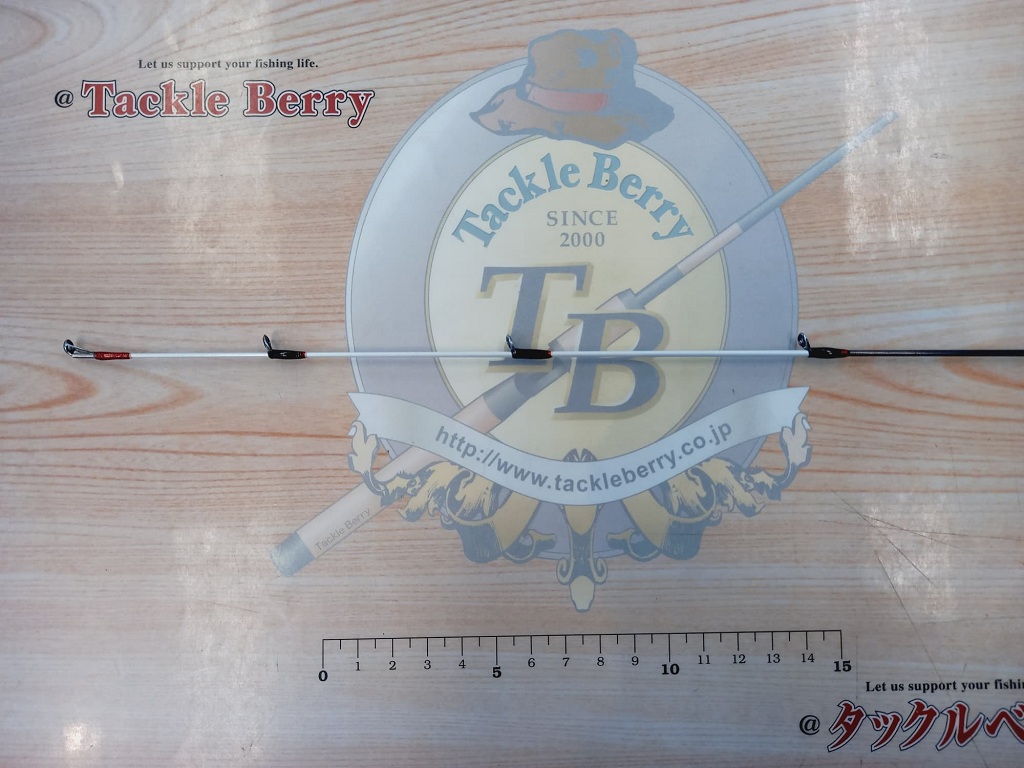 Let us support your fishing life.
@ Tackle Berry
Tackle Berry
SINCE
2000
TB
http://www.tackleberry.co.jp
Tackle Berry
0 1 2 3 4 5 6 7 8 9 10 11 12 13 14 15
Let us support your
@ タックルベ